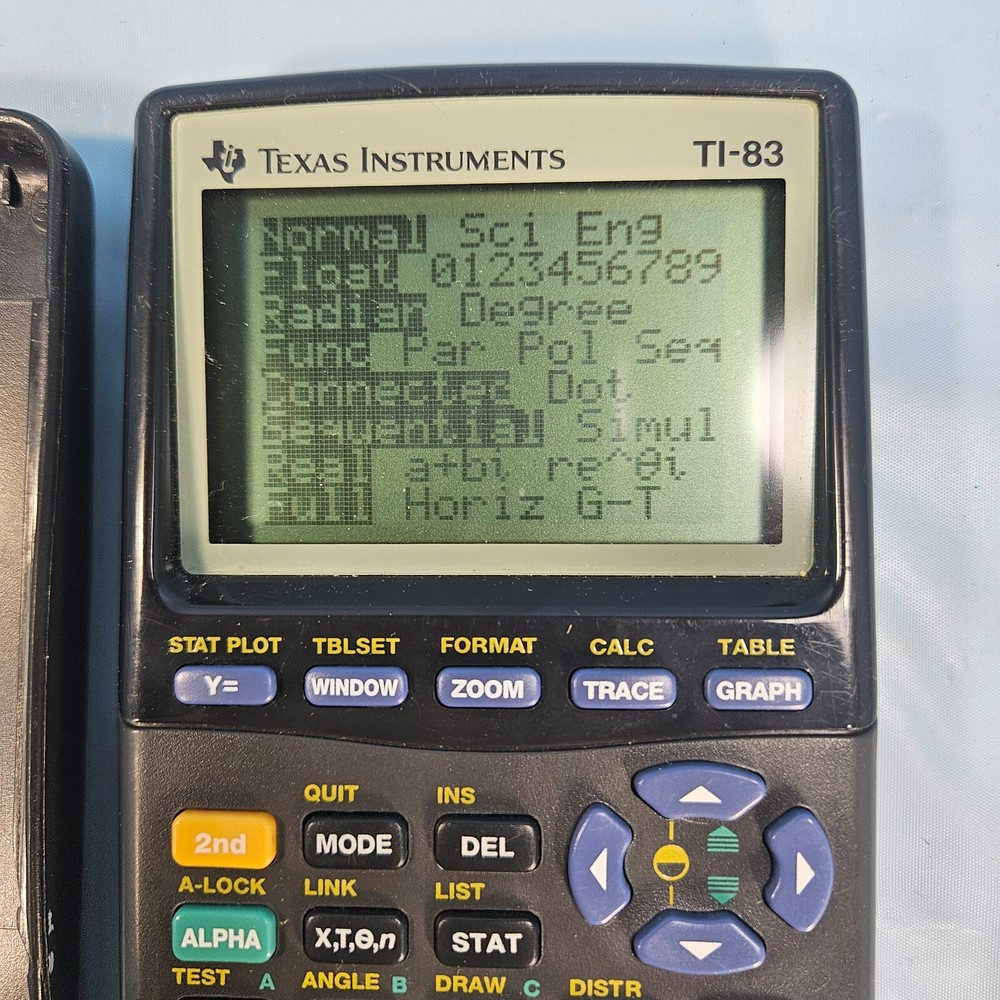 TEXAS INSTRUMENTS TI-83
Normal Sci Eng
Float 0123456789
Radian Degree
Func Par Pol Seq
Connected Dot
Sequential Simul
Real a+bi re^θi
Full Horiz G-T
STAT PLOT TBLSET FORMAT CALC TABLE
Y= WINDOW ZOOM TRACE GRAPH
QUIT INS
2nd MODE DEL
A-LOCK LINK LIST
ALPHA X,T,Θ,n STAT
TEST A ANGLE B DRAW C DISTR